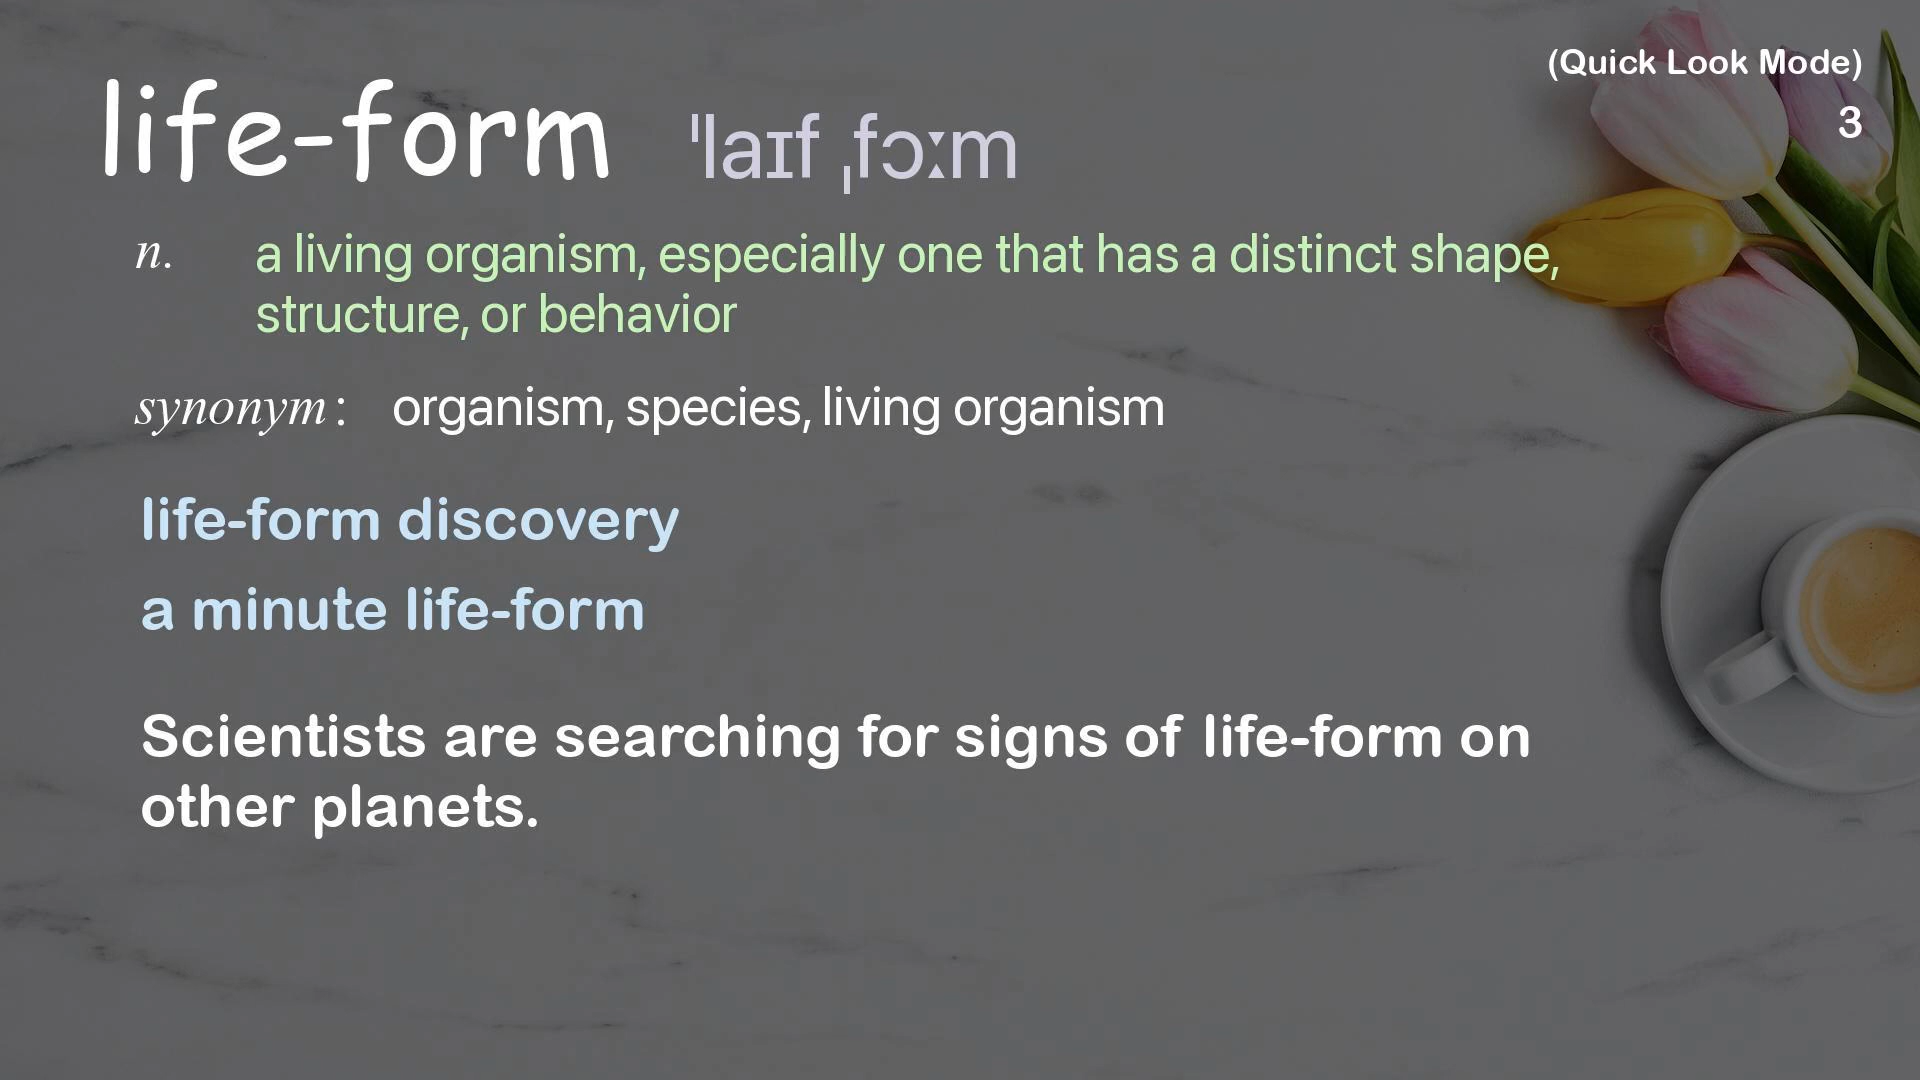 (Quick Look Mode)
3
life-form ˈlaɪf ˌfɔːm
n. a living organism, especially one that has a distinct shape,
structure, or behavior
synonym: organism, species, living organism
life-form discovery
a minute life-form
Scientists are searching for signs of life-form on
other planets.